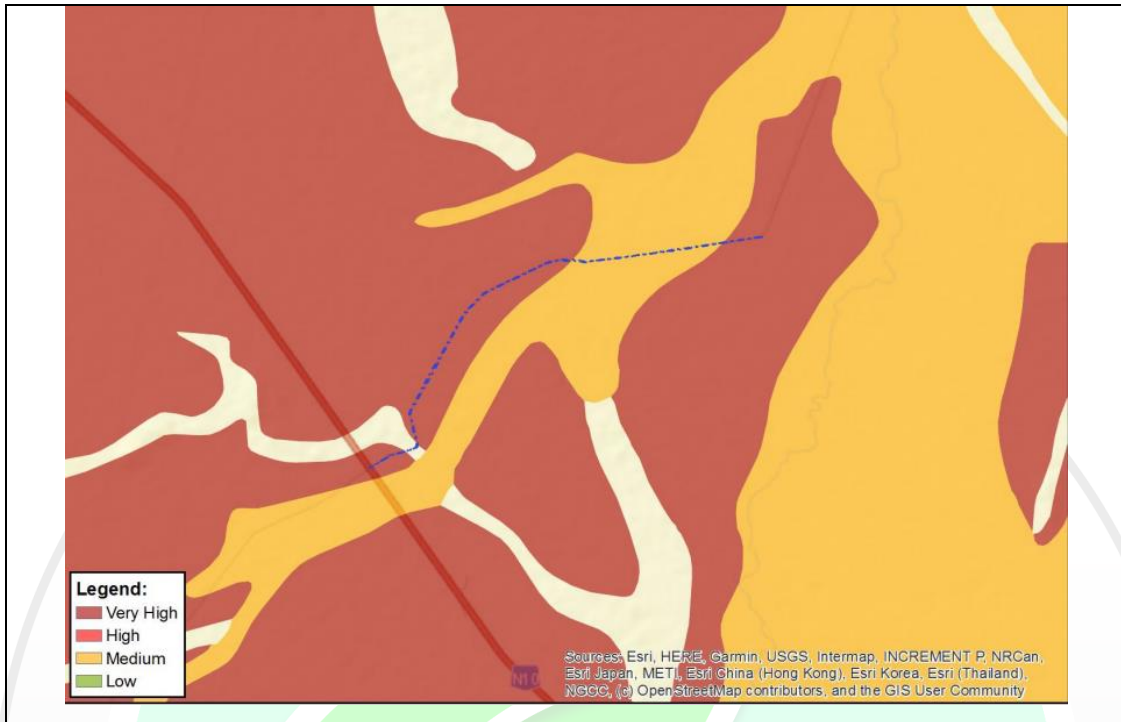 Legend:
Very High
High
Medium
Low
N10
Sources: Esri, HERE, Garmin, USGS, Intermap, INCREMENT P, NRCan,
Esri Japan, METI, Esri China (Hong Kong), Esri Korea, Esri (Thailand),
NGCC, (c) OpenStreetMap contributors, and the GIS User Community